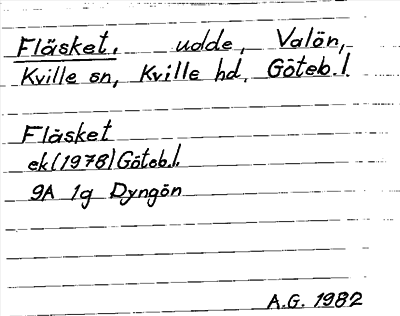 Fläsket, udde, Valön,
Kville sn, Kville hd, Göteb.l.
Fläsket
ek (1978) Göteb.l.
9A 1g Dyngön
A.G. 1982